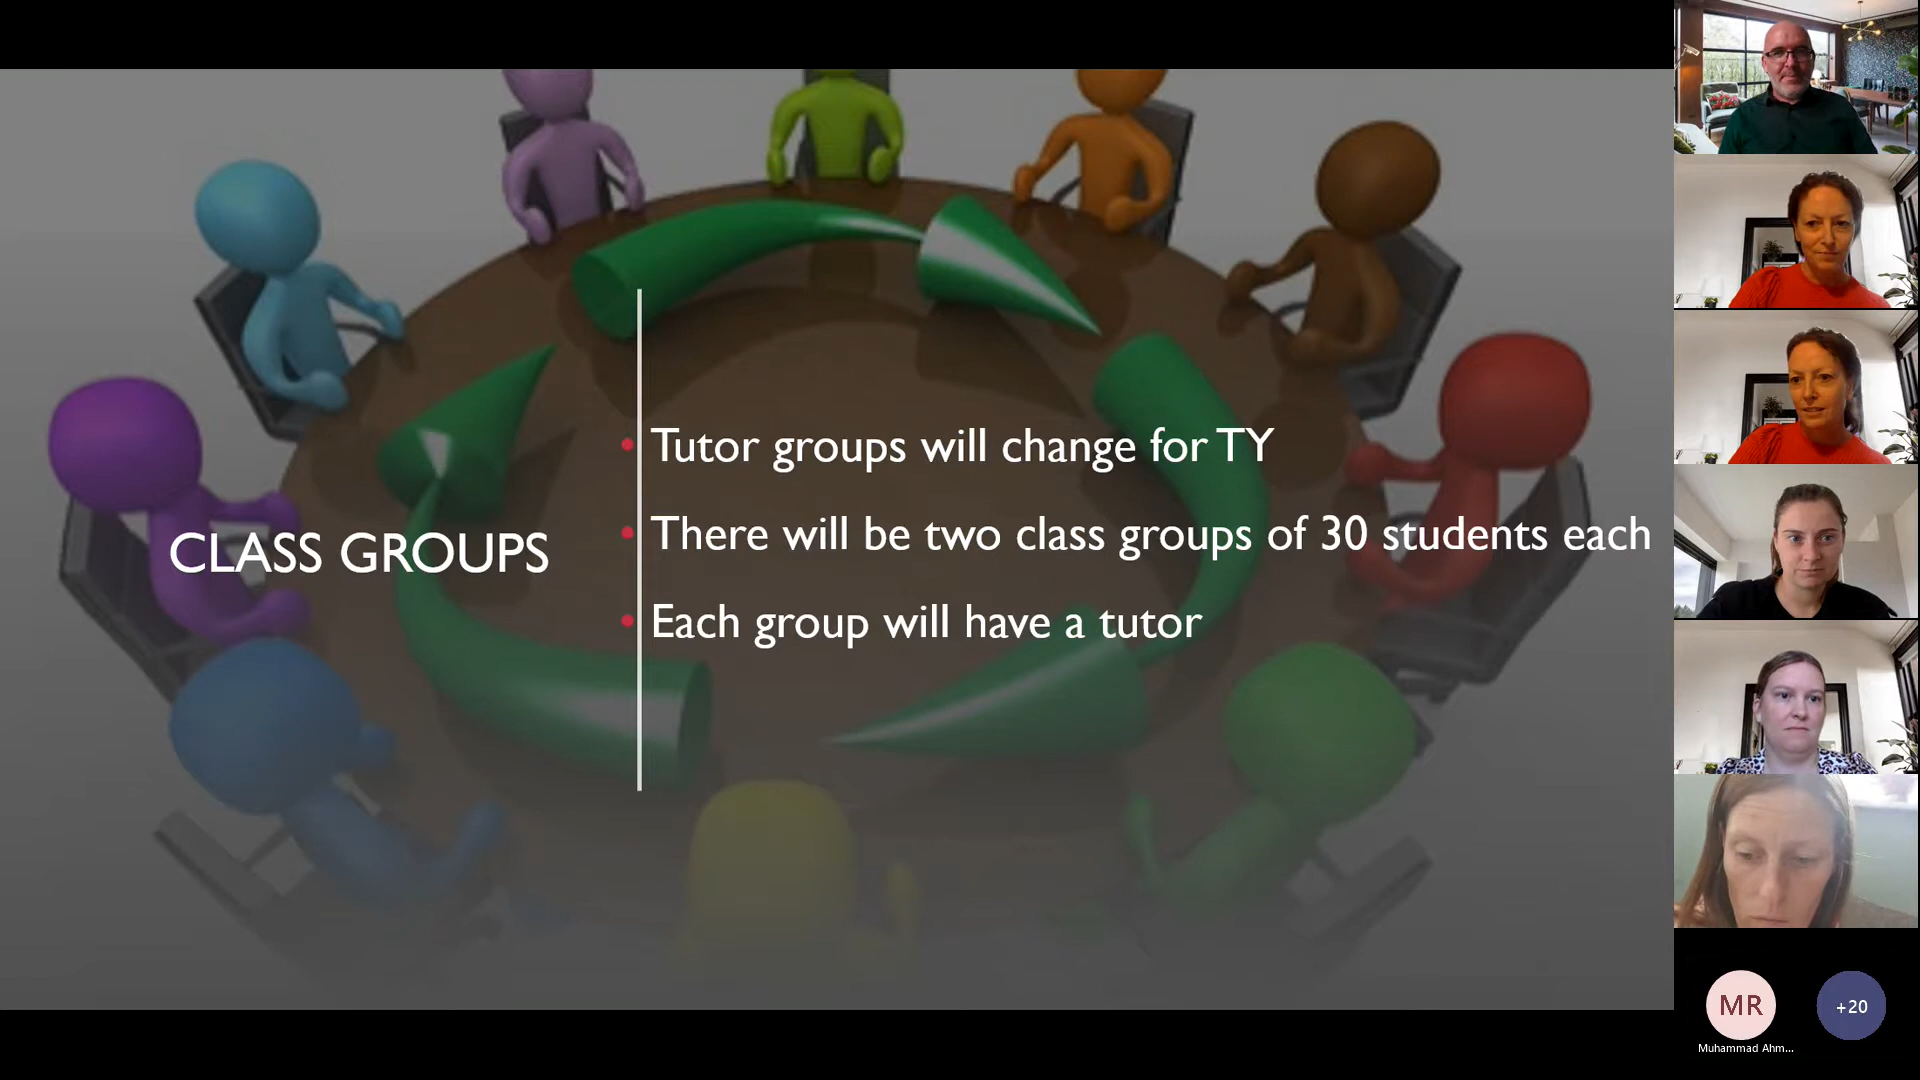 CLASS GROUPS
• Tutor groups will change for TY
• There will be two class groups of 30 students each
• Each group will have a tutor
MR
+20
Muhammad Ahm...